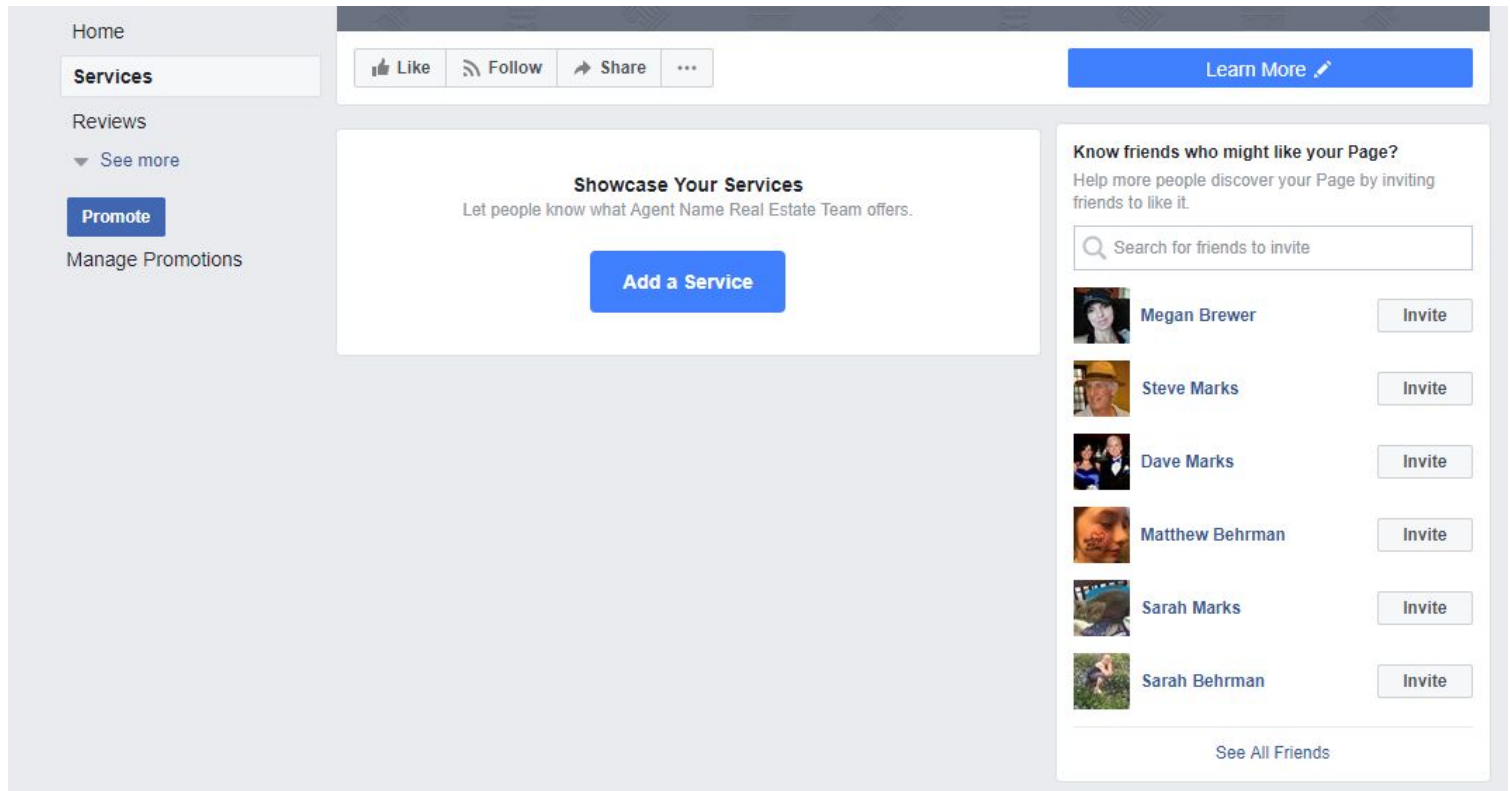 Home
Services
Reviews
See more
Promote
Manage Promotions
Like Follow Share ...
Learn More
Showcase Your Services
Let people know what Agent Name Real Estate Team offers.
Add a Service
Know friends who might like your Page?
Help more people discover your Page by inviting
friends to like it.
Search for friends to invite
Megan Brewer Invite
Steve Marks Invite
Dave Marks Invite
Matthew Behrman Invite
Sarah Marks Invite
Sarah Behrman Invite
See All Friends